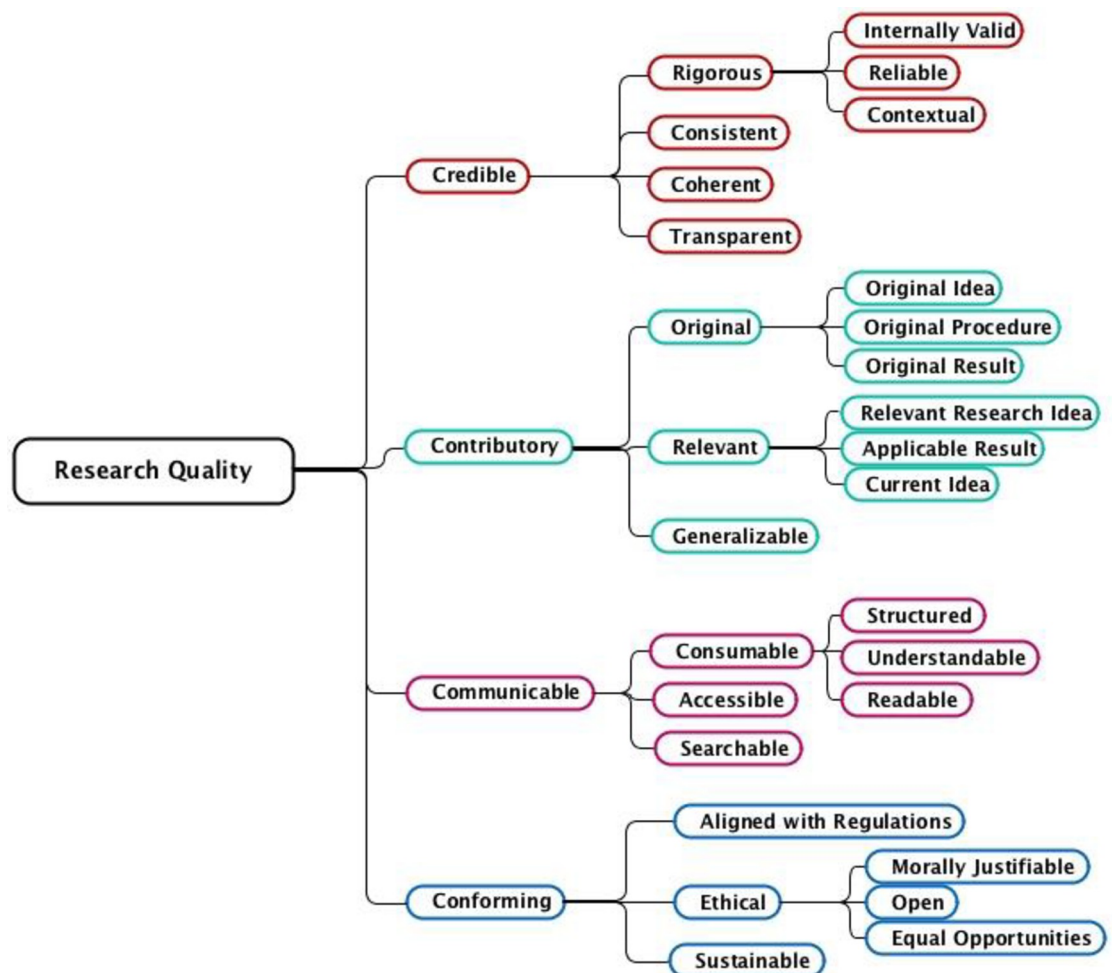 Research Quality
Credible
Rigorous
Internally Valid
Reliable
Contextual
Consistent
Coherent
Transparent
Contributory
Original
Original Idea
Original Procedure
Original Result
Relevant
Relevant Research Idea
Applicable Result
Current Idea
Generalizable
Communicable
Consumable
Structured
Understandable
Readable
Accessible
Searchable
Conforming
Aligned with Regulations
Ethical
Morally Justifiable
Open
Equal Opportunities
Sustainable